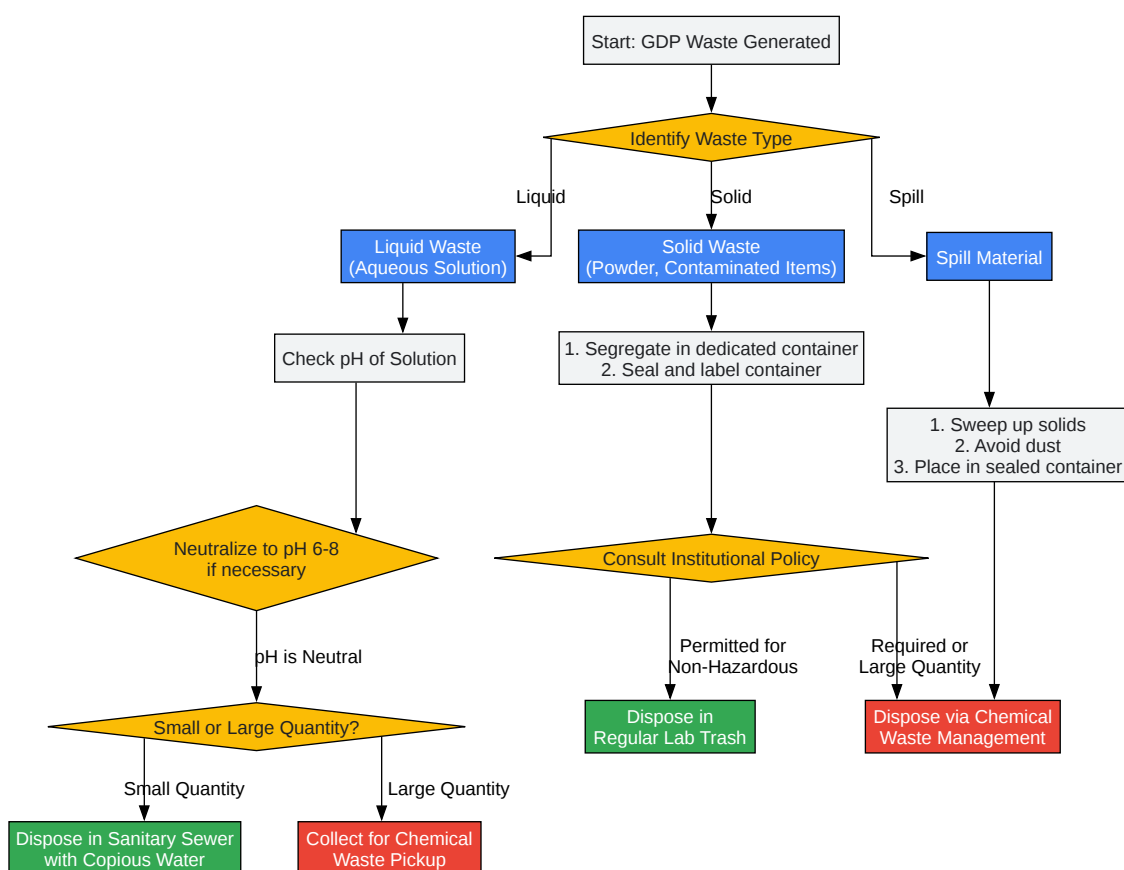 Start: GDP Waste Generated
Identify Waste Type
Liquid
Solid
Spill
Liquid Waste
(Aqueous Solution)
Solid Waste
(Powder, Contaminated Items)
Spill Material
Check pH of Solution
1. Segregate in dedicated container
2. Seal and label container
1. Sweep up solids
2. Avoid dust
3. Place in sealed container
Neutralize to pH 6-8
if necessary
Consult Institutional Policy
pH is Neutral
Permitted for
Non-Hazardous
Required or
Large Quantity
Small or Large Quantity?
Dispose in
Regular Lab Trash
Dispose via Chemical
Waste Management
Small Quantity
Large Quantity
Dispose in Sanitary Sewer
with Copious Water
Collect for Chemical
Waste Pickup